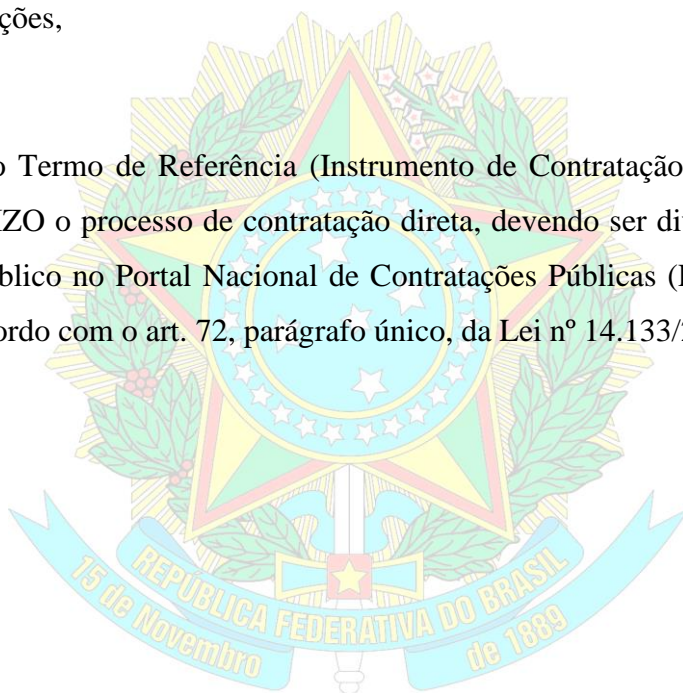 ções,
o Termo de Referência (Instrumento de Contratação
IZO o processo de contratação direta, devendo ser di
blico no Portal Nacional de Contratações Públicas (
ordo com o art. 72, parágrafo único, da Lei nº 14.133/
REPÚBLICA FEDERATIVA DO BRASIL
15 de Novembro
de 1889